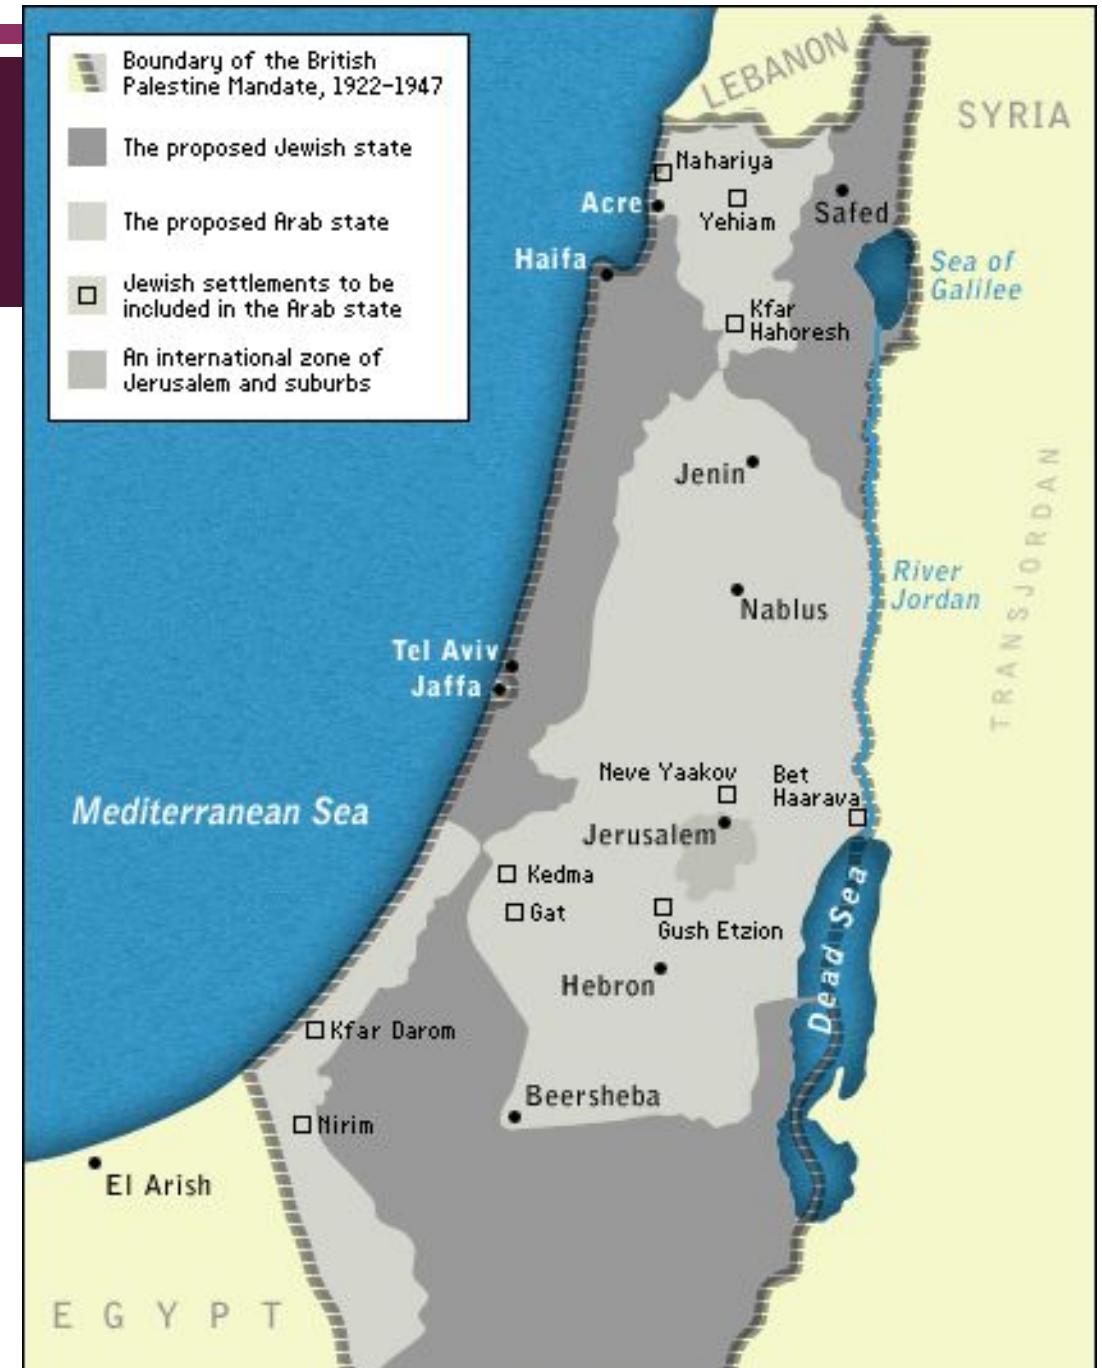 Boundary of the British
Palestine Mandate, 1922-1947
The proposed Jewish state
The proposed Arab state
Jewish settlements to be
included in the Arab state
An international zone of
Jerusalem and suburbs
LEBANON
SYRIA
Nahariya
Acre
Yehiam
Safed
Haifa
Sea of
Galilee
Kfar
Hahoresh
Jenin
TRANSJORDAN
River
Jordan
Nablus
Tel Aviv
Jaffa
Neve Yaakov
Bet
Haarava
Mediterranean Sea
Jerusalem
Kedma
Gat
Gush Etzion
Dead Sea
Hebron
Kfar Darom
Beersheba
Nirim
El Arish
EGYPT